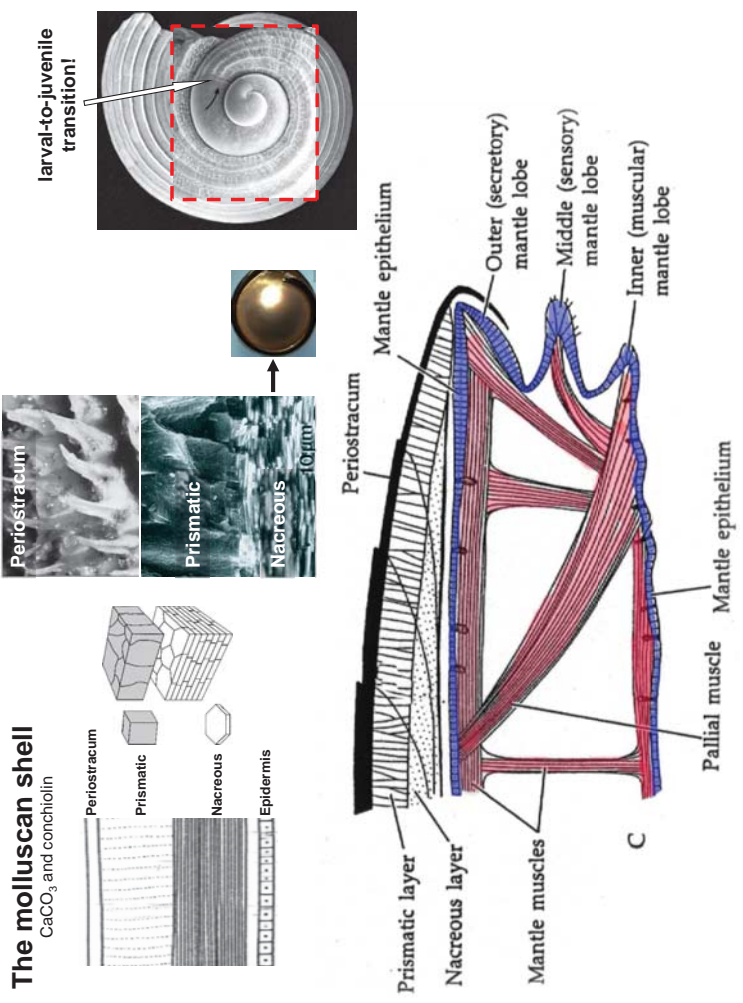 The molluscan shell
CaCO₃ and conchiolin
Periostracum
Prismatic
Nacreous
Epidermis
Periostracum
Prismatic
Nacreous
10µm
larval-to-juvenile
transition!
Prismatic layer
Nacreous layer
Mantle muscles
C
Periostracum
Mantle epithelium
Outer (secretory)
mantle lobe
Middle (sensory)
mantle lobe
Inner (muscular)
mantle lobe
Pallial muscle
Mantle epithelium